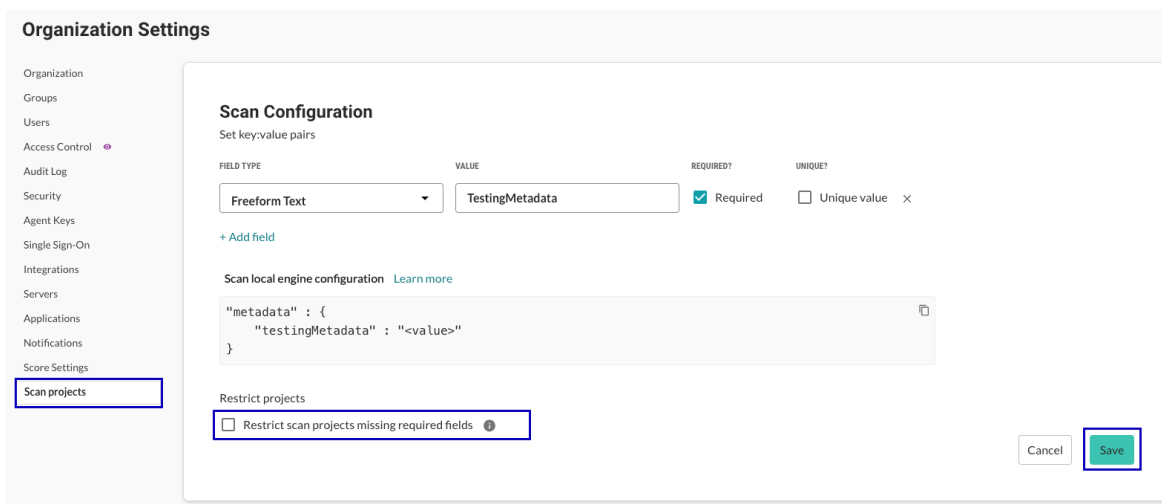 Organization Settings
Organization
Groups
Users
Access Control
Audit Log
Security
Agent Keys
Single Sign-On
Integrations
Servers
Applications
Notifications
Score Settings
Scan projects
Scan Configuration
Set key:value pairs
FIELD TYPE VALUE REQUIRED? UNIQUE?
Freeform Text TestingMetadata Required Unique value
+ Add field
Scan local engine configuration Learn more
"metadata" : {
"testingMetadata" : "<value>"
}
Restrict projects
Restrict scan projects missing required fields
Cancel Save